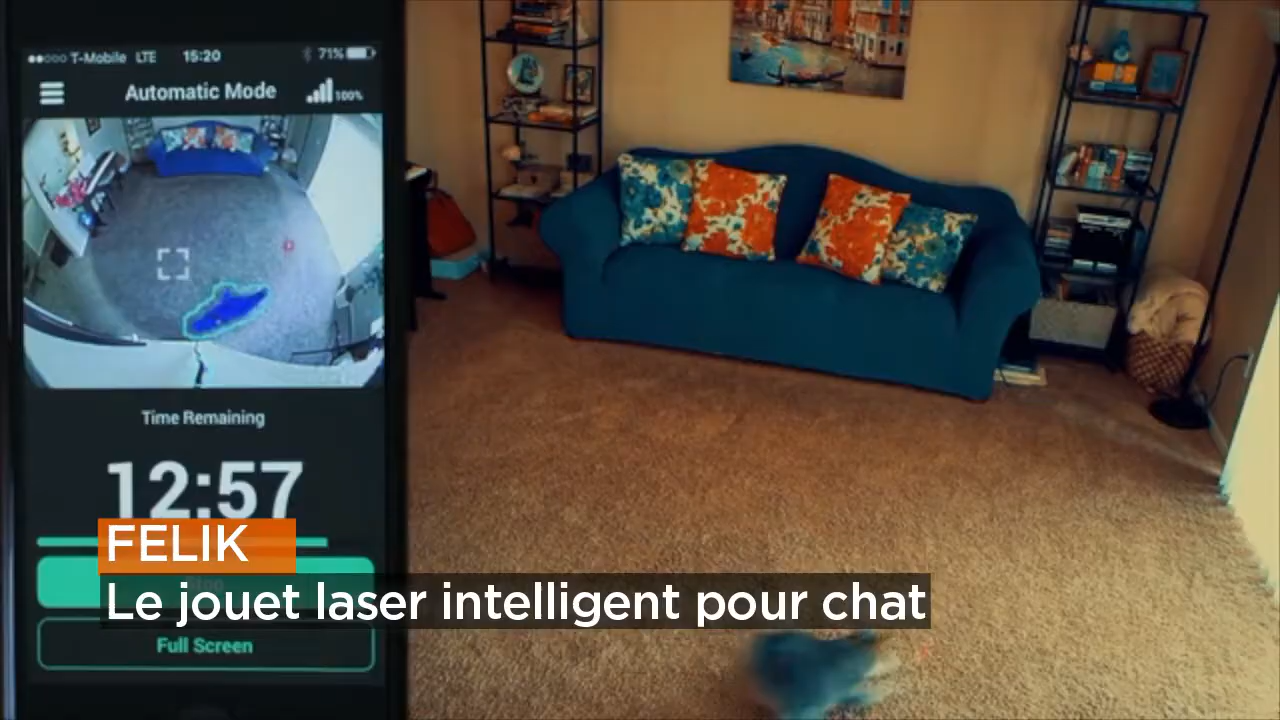 T-Mobile LTE 15:20 71%
Automatic Mode 100%
Time Remaining
12:57
FELIK
Le jouet laser intelligent pour chat
Full Screen